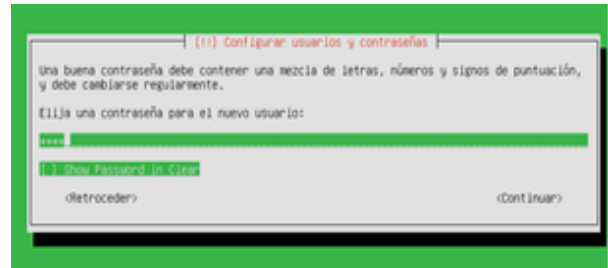 [!!] Configurar usuarios y contraseñas
Una buena contraseña debe contener una mezcla de letras, números y signos de puntuación,
y debe cambiarse regularmente.
Elija una contraseña para el nuevo usuario:
****
[ ] Show Password in Clear
<Retroceder> <Continuar>